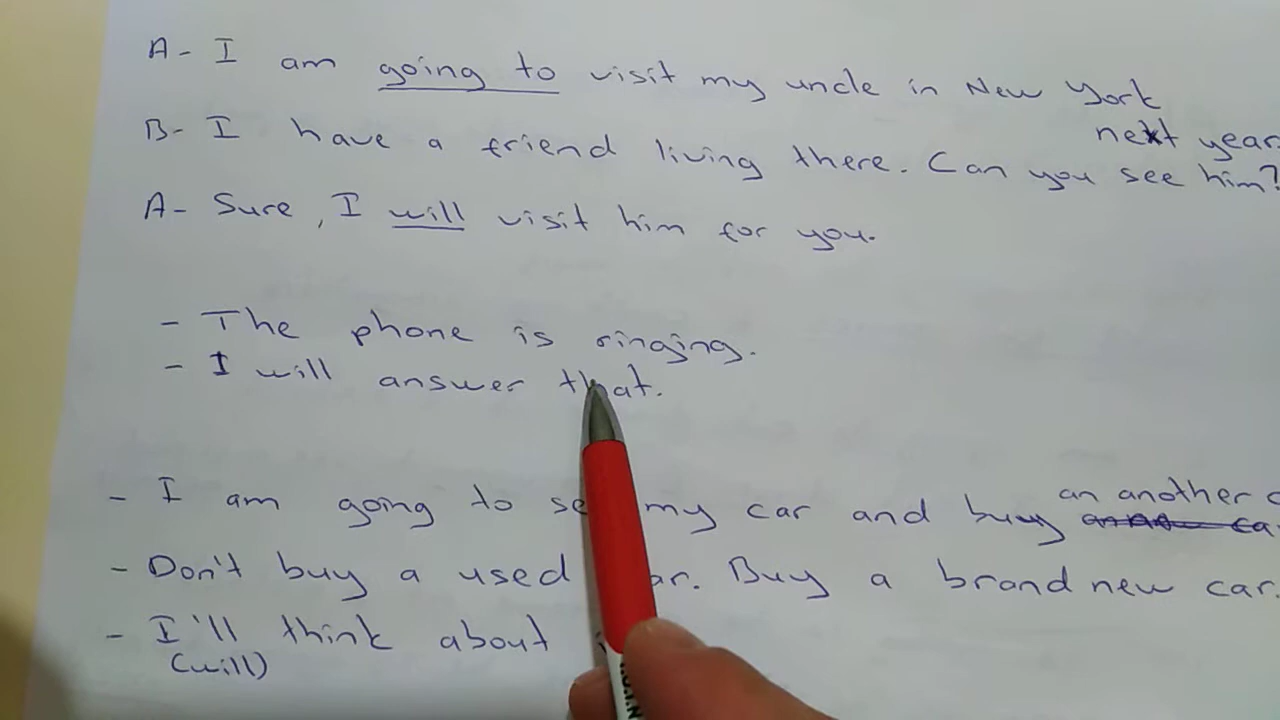 A- I am going to visit my uncle in New York
next year.
B- I have a friend living there. Can you see him?
A- Sure, I will visit him for you.
- The phone is ringing.
- I will answer that.
- I am going to my car and buy an another
- Don't buy a used Buy a brand new car.
- I'll think about
(will)